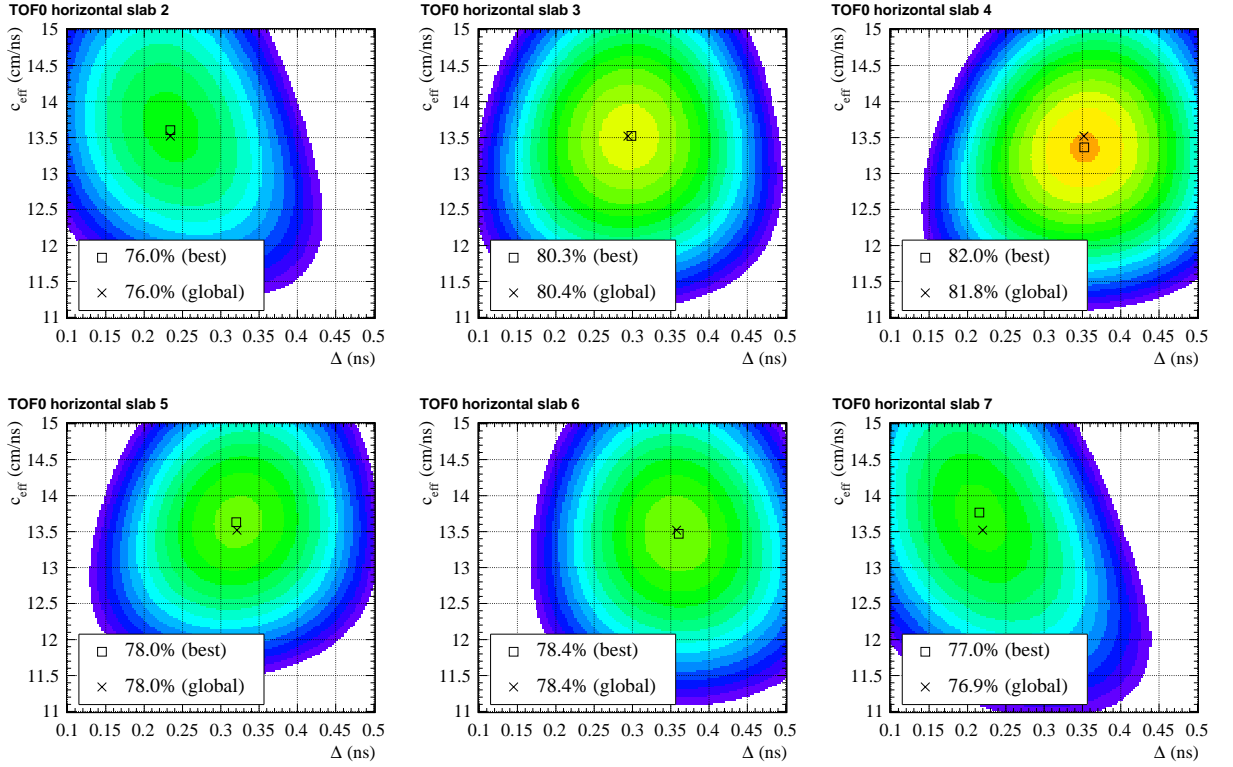 TOF0 horizontal slab 2
c_eff (cm/ns)
15
14.5
14
13.5
13
12.5
12
11.5
11
76.0% (best)
76.0% (global)
0.1 0.15 0.2 0.25 0.3 0.35 0.4 0.45 0.5
Δ (ns)
TOF0 horizontal slab 3
c_eff (cm/ns)
15
14.5
14
13.5
13
12.5
12
11.5
11
80.3% (best)
80.4% (global)
0.1 0.15 0.2 0.25 0.3 0.35 0.4 0.45 0.5
Δ (ns)
TOF0 horizontal slab 4
c_eff (cm/ns)
15
14.5
14
13.5
13
12.5
12
11.5
11
82.0% (best)
81.8% (global)
0.1 0.15 0.2 0.25 0.3 0.35 0.4 0.45 0.5
Δ (ns)
TOF0 horizontal slab 5
c_eff (cm/ns)
15
14.5
14
13.5
13
12.5
12
11.5
11
78.0% (best)
78.0% (global)
0.1 0.15 0.2 0.25 0.3 0.35 0.4 0.45 0.5
Δ (ns)
TOF0 horizontal slab 6
c_eff (cm/ns)
15
14.5
14
13.5
13
12.5
12
11.5
11
78.4% (best)
78.4% (global)
0.1 0.15 0.2 0.25 0.3 0.35 0.4 0.45 0.5
Δ (ns)
TOF0 horizontal slab 7
c_eff (cm/ns)
15
14.5
14
13.5
13
12.5
12
11.5
11
77.0% (best)
76.9% (global)
0.1 0.15 0.2 0.25 0.3 0.35 0.4 0.45 0.5
Δ (ns)